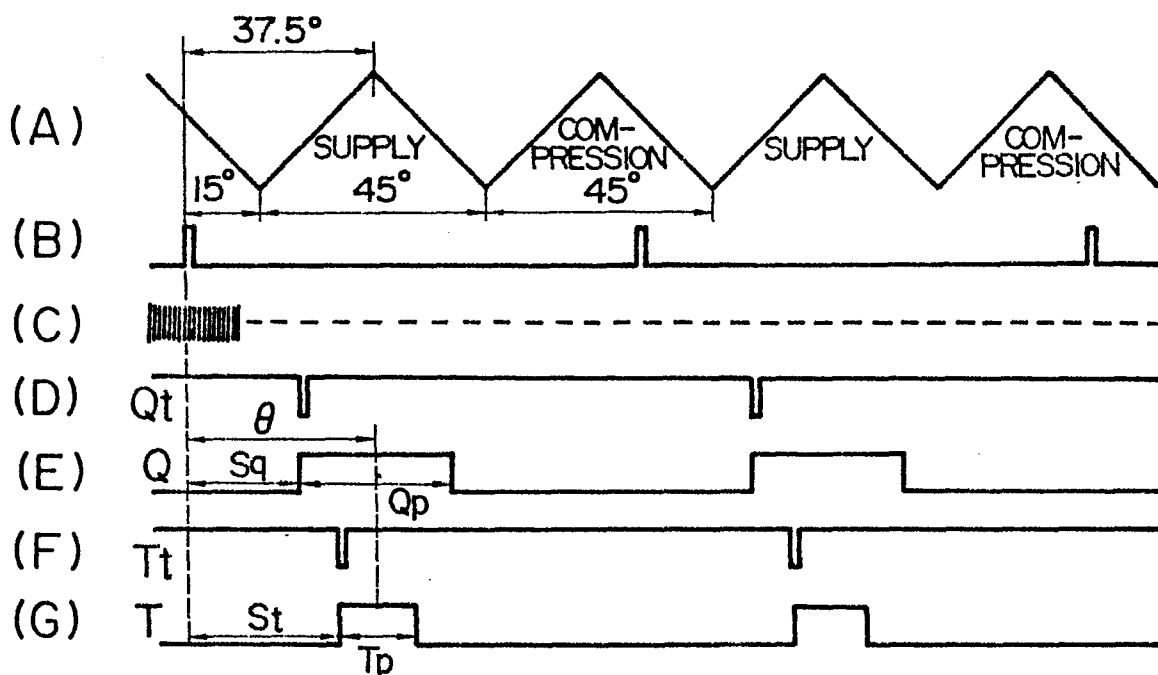 37.5°
(A)
SUPPLY
COM-
PRESSION
SUPPLY
COM-
PRESSION
15°
45°
45°
(B)
(C)
(D)
Qt
θ
(E)
Q
Sq
Qp
(F)
Tt
(G)
T
St
Tp